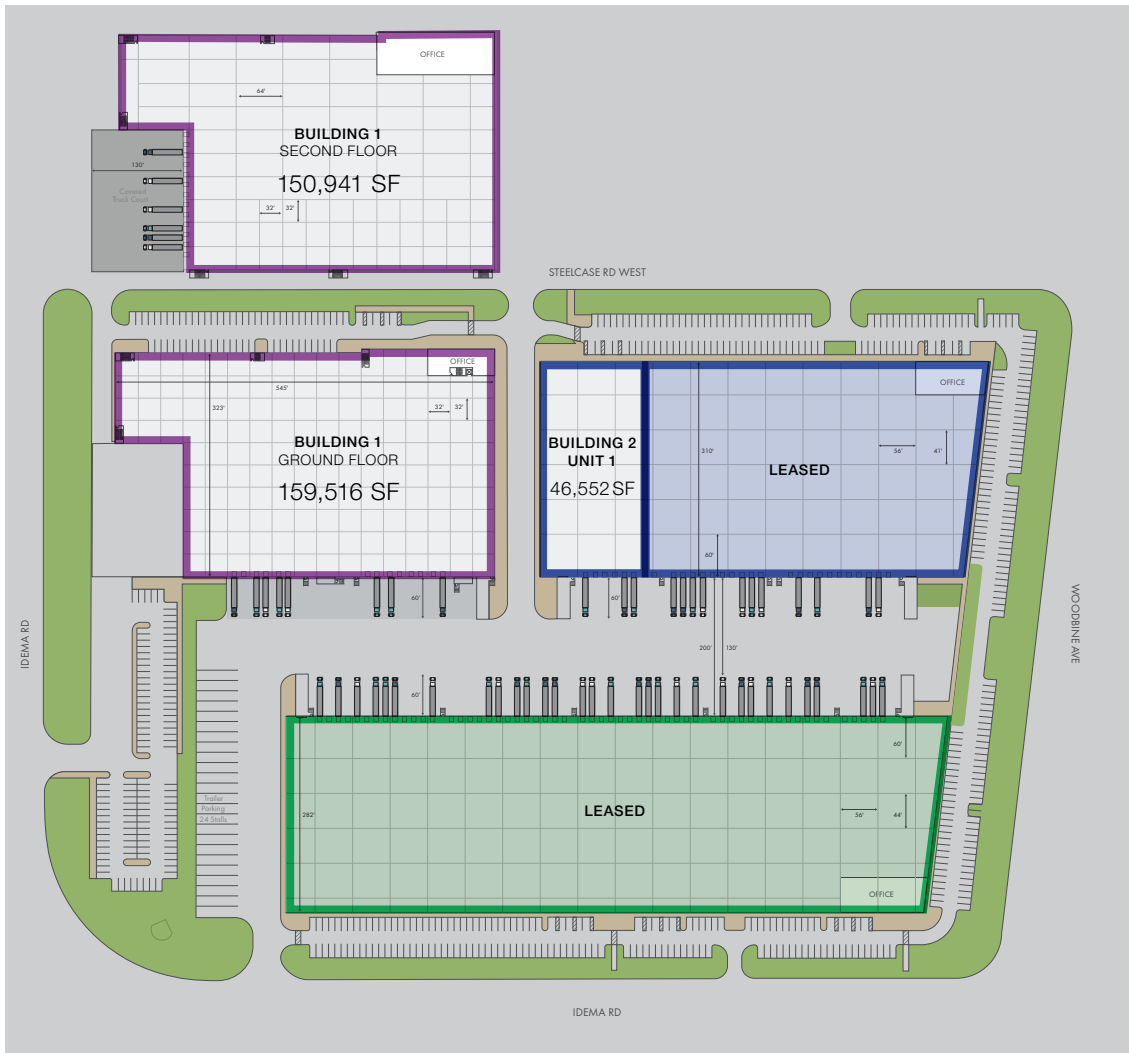 OFFICE
64'
BUILDING 1
SECOND FLOOR
150,941 SF
130'
Covered
Truck Court
32'
32'
STEELCASE RD WEST
OFFICE
545'
323'
32'
32'
BUILDING 1
GROUND FLOOR
159,516 SF
60'
OFFICE
BUILDING 2
UNIT 1
46,552 SF
310'
56'
41'
LEASED
60'
60'
IDEMA RD
WOODBINE AVE
200'
130'
60'
60'
Trailer
Parking
24 Stalls
282'
LEASED
56'
44'
OFFICE
IDEMA RD